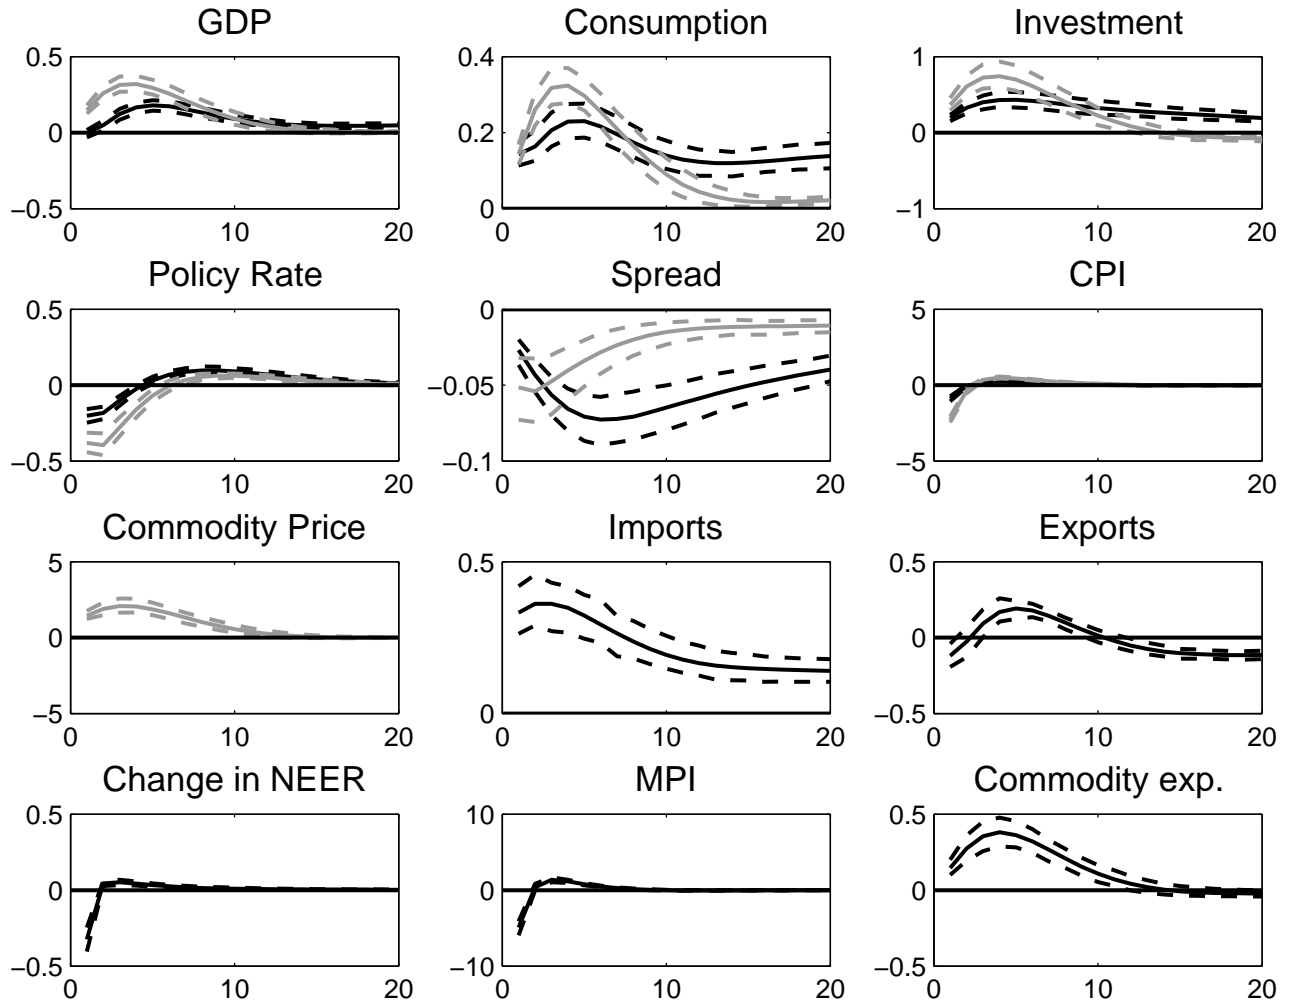 GDP Consumption Investment
0.5 0.4 1
0 0.2 0
−0.5 0 −1
0 10 20 0 10 20 0 10 20
Policy Rate Spread CPI
0.5 0 5
0 −0.05 0
−0.5 −0.1 −5
0 10 20 0 10 20 0 10 20
Commodity Price Imports Exports
5 0.5 0.5
0 0
−5 0 −0.5
0 10 20 0 10 20 0 10 20
Change in NEER MPI Commodity exp.
0.5 10 0.5
0 0 0
−0.5 −10 −0.5
0 10 20 0 10 20 0 10 20